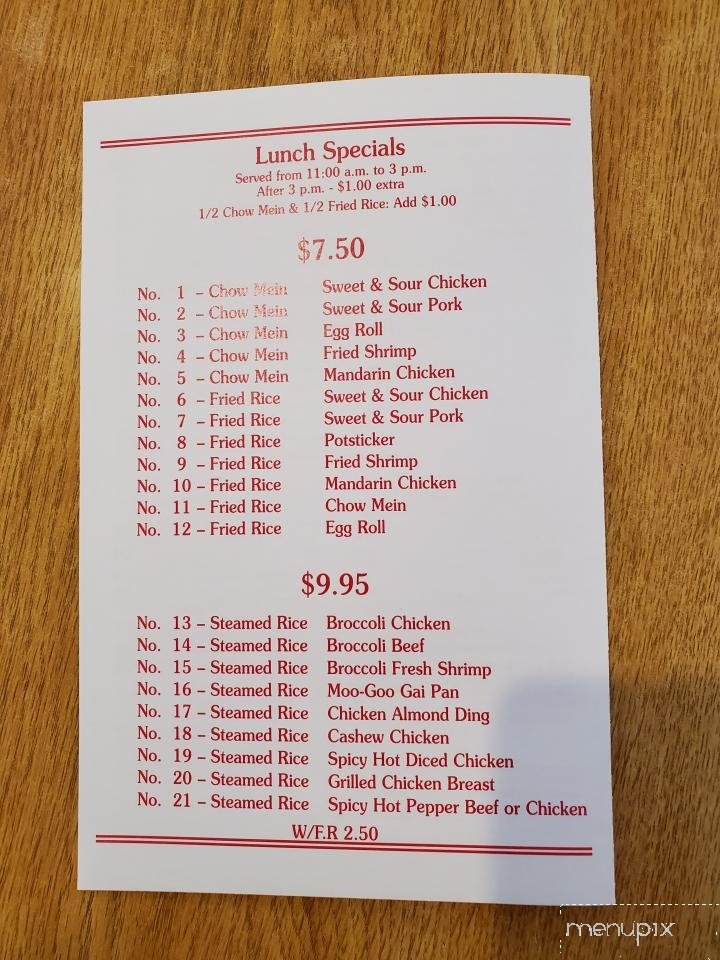 Lunch Specials
Served from 11:00 a.m. to 3 p.m.
After 3 p.m. - $1.00 extra
1/2 Chow Mein & 1/2 Fried Rice: Add $1.00
$7.50
No. 1 – Chow Mein Sweet & Sour Chicken
No. 2 – Chow Mein Sweet & Sour Pork
No. 3 – Chow Mein Egg Roll
No. 4 – Chow Mein Fried Shrimp
No. 5 – Chow Mein Mandarin Chicken
No. 6 – Fried Rice Sweet & Sour Chicken
No. 7 – Fried Rice Sweet & Sour Pork
No. 8 – Fried Rice Potsticker
No. 9 – Fried Rice Fried Shrimp
No. 10 – Fried Rice Mandarin Chicken
No. 11 – Fried Rice Chow Mein
No. 12 – Fried Rice Egg Roll
$9.95
No. 13 – Steamed Rice Broccoli Chicken
No. 14 – Steamed Rice Broccoli Beef
No. 15 – Steamed Rice Broccoli Fresh Shrimp
No. 16 – Steamed Rice Moo-Goo Gai Pan
No. 17 – Steamed Rice Chicken Almond Ding
No. 18 – Steamed Rice Cashew Chicken
No. 19 – Steamed Rice Spicy Hot Diced Chicken
No. 20 – Steamed Rice Grilled Chicken Breast
No. 21 – Steamed Rice Spicy Hot Pepper Beef or Chicken
W/F.R 2.50
menupix